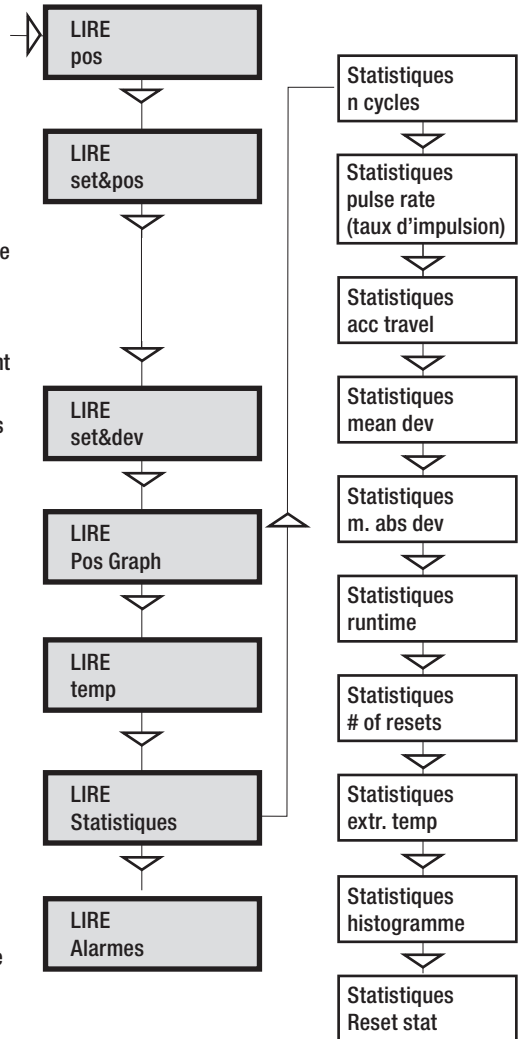 LIRE
pos
LIRE
set&pos
e
nt
s
LIRE
set&dev
LIRE
Pos Graph
LIRE
temp
LIRE
Statistiques
LIRE
Alarmes
e
Statistiques
n cycles
Statistiques
pulse rate
(taux d’impulsion)
Statistiques
acc travel
Statistiques
mean dev
Statistiques
m. abs dev
Statistiques
runtime
Statistiques
# of resets
Statistiques
extr. temp
Statistiques
histogramme
Statistiques
Reset stat